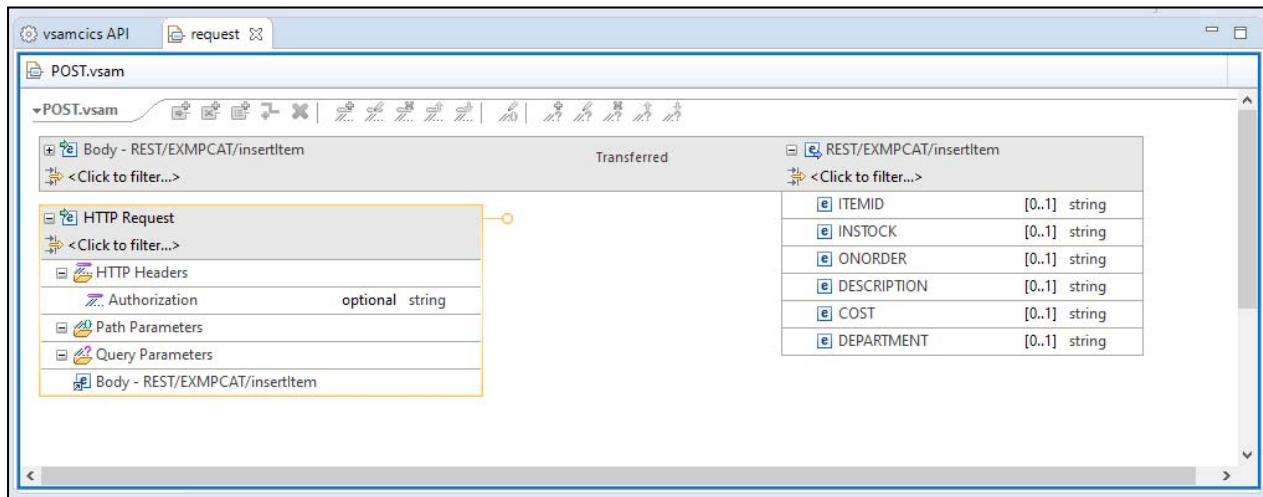 vsamcics API request
POST.vsam
POST.vsam
Body - REST/EXMPCAT/insertItem Transferred REST/EXMPCAT/insertItem
<Click to filter...> <Click to filter...>
ITEMID [0..1] string
HTTP Request INSTOCK [0..1] string
<Click to filter...> ONORDER [0..1] string
HTTP Headers DESCRIPTION [0..1] string
Authorization optional string COST [0..1] string
Path Parameters DEPARTMENT [0..1] string
Query Parameters
Body - REST/EXMPCAT/insertItem